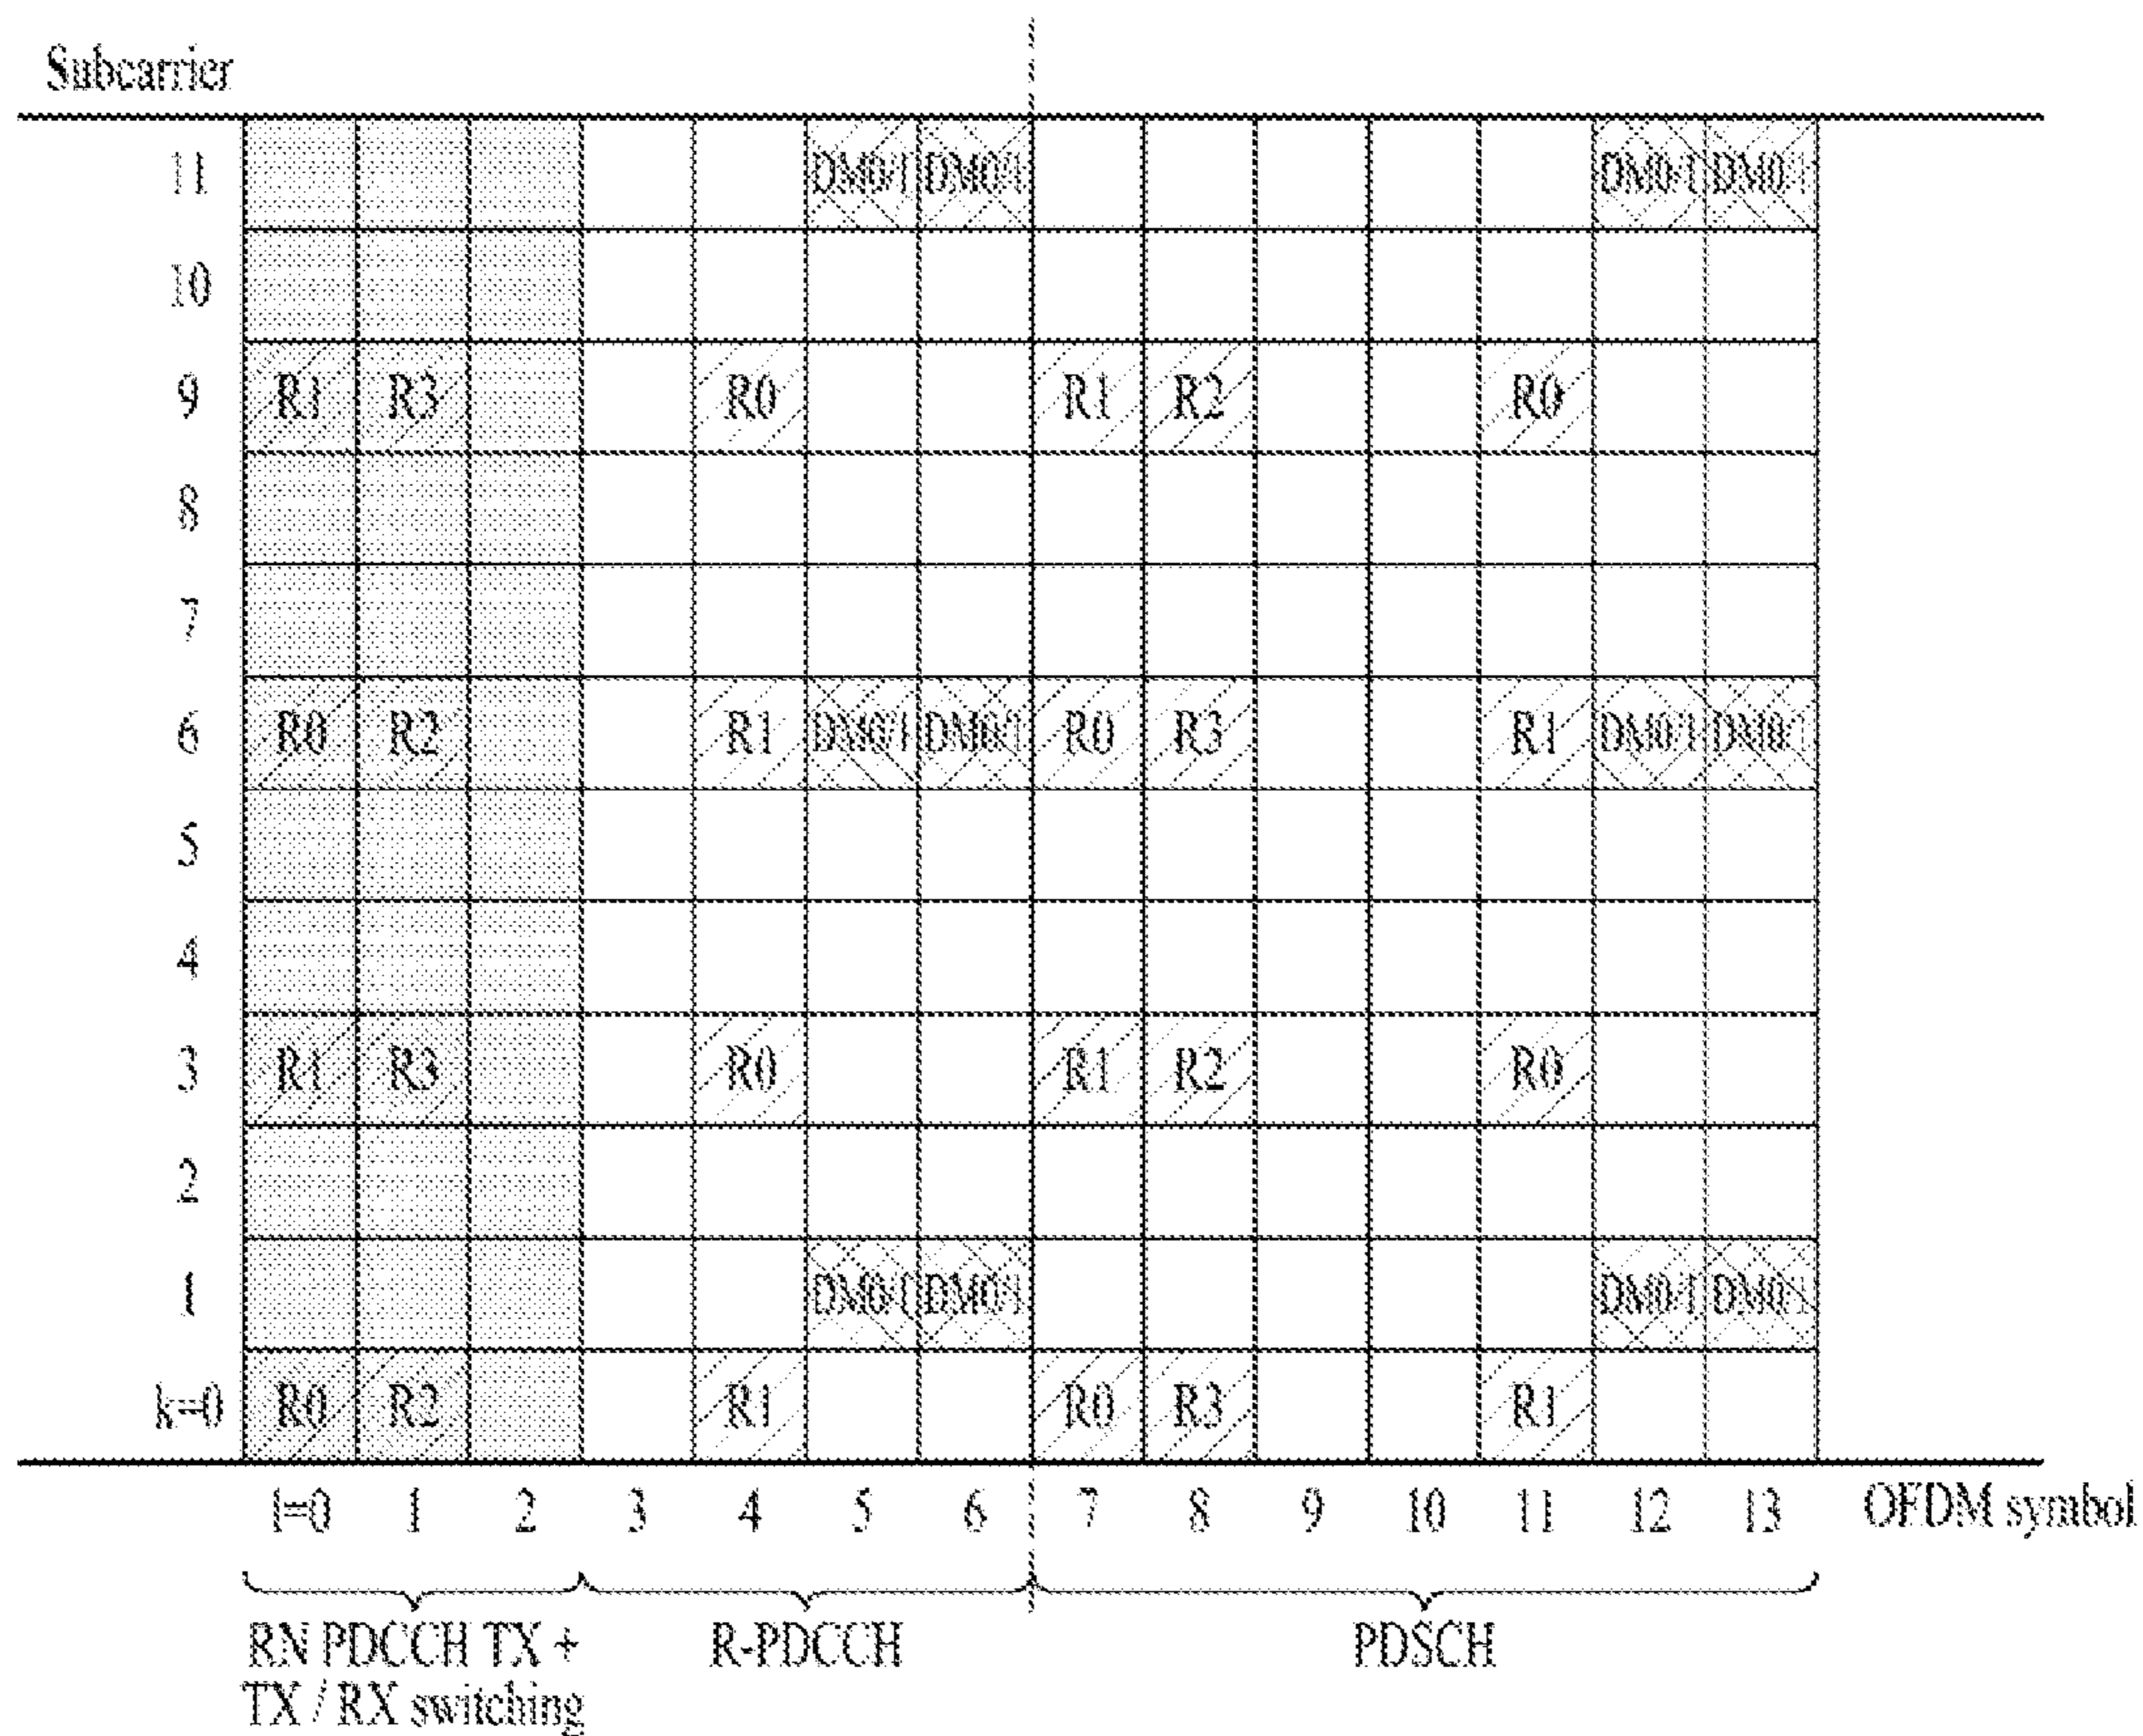 Subcarrier
11 DM0/1 DM0/1 DM0/1 DM0/1
10
9 R1 R3 R0 R1 R2 R0
8
7
6 R0 R2 R1 DM0/1 DM0/1 R0 R3 R1 DM0/1 DM0/1
5
4
3 R1 R3 R0 R1 R2 R0
2
1 DM0/1 DM0/1 DM0/1 DM0/1
k=0 R0 R2 R1 R0 R3 R1
l=0 1 2 3 4 5 6 7 8 9 10 11 12 13 OFDM symbol
RN PDCCH TX + R-PDCCH PDSCH
TX / RX switching